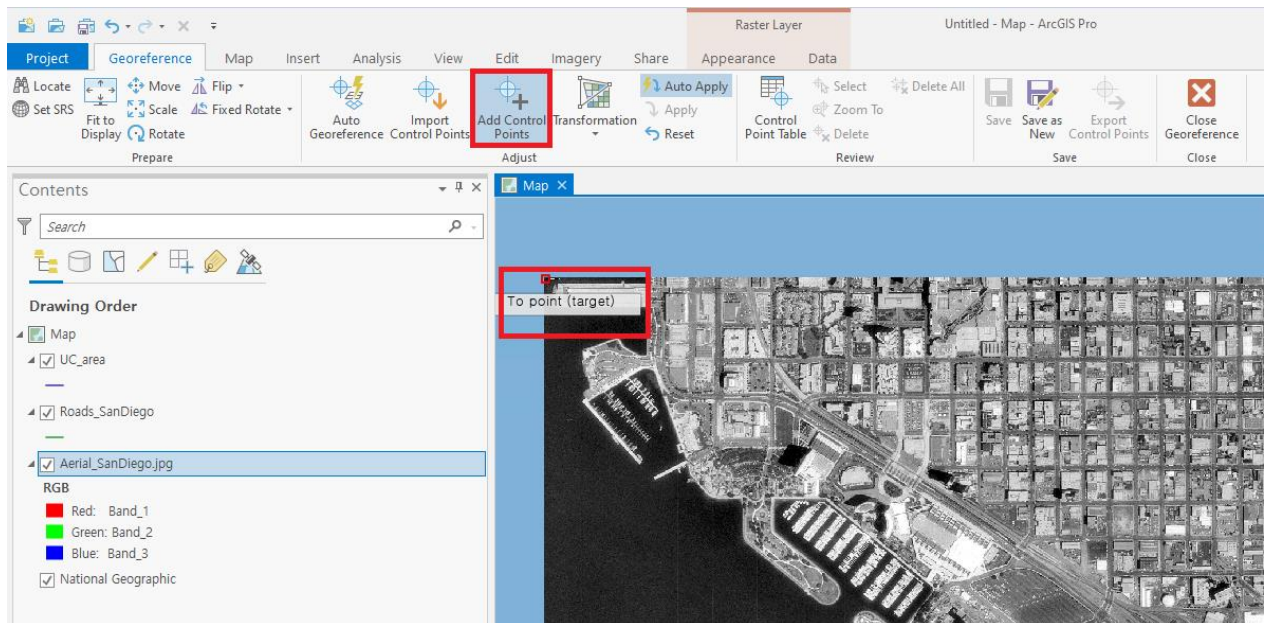 Raster Layer
Untitled - Map - ArcGIS Pro
Project Georeference Map Insert Analysis View Edit Imagery Share Appearance Data
Locate
Set SRS
Fit to
Display
Move
Scale
Rotate
Flip
Fixed Rotate
Prepare
Auto
Georeference
Import
Control Points
Add Control
Points
Transformation
Auto Apply
Apply
Reset
Adjust
Control
Point Table
Select
Zoom To
Delete
Delete All
Review
Save
Save as
New
Export
Control Points
Save
Close
Georeference
Close
Contents
Search
Drawing Order
Map
UC_area
Roads_SanDiego
Aerial_SanDiego.jpg
RGB
Red: Band_1
Green: Band_2
Blue: Band_3
National Geographic
Map
To point (target)